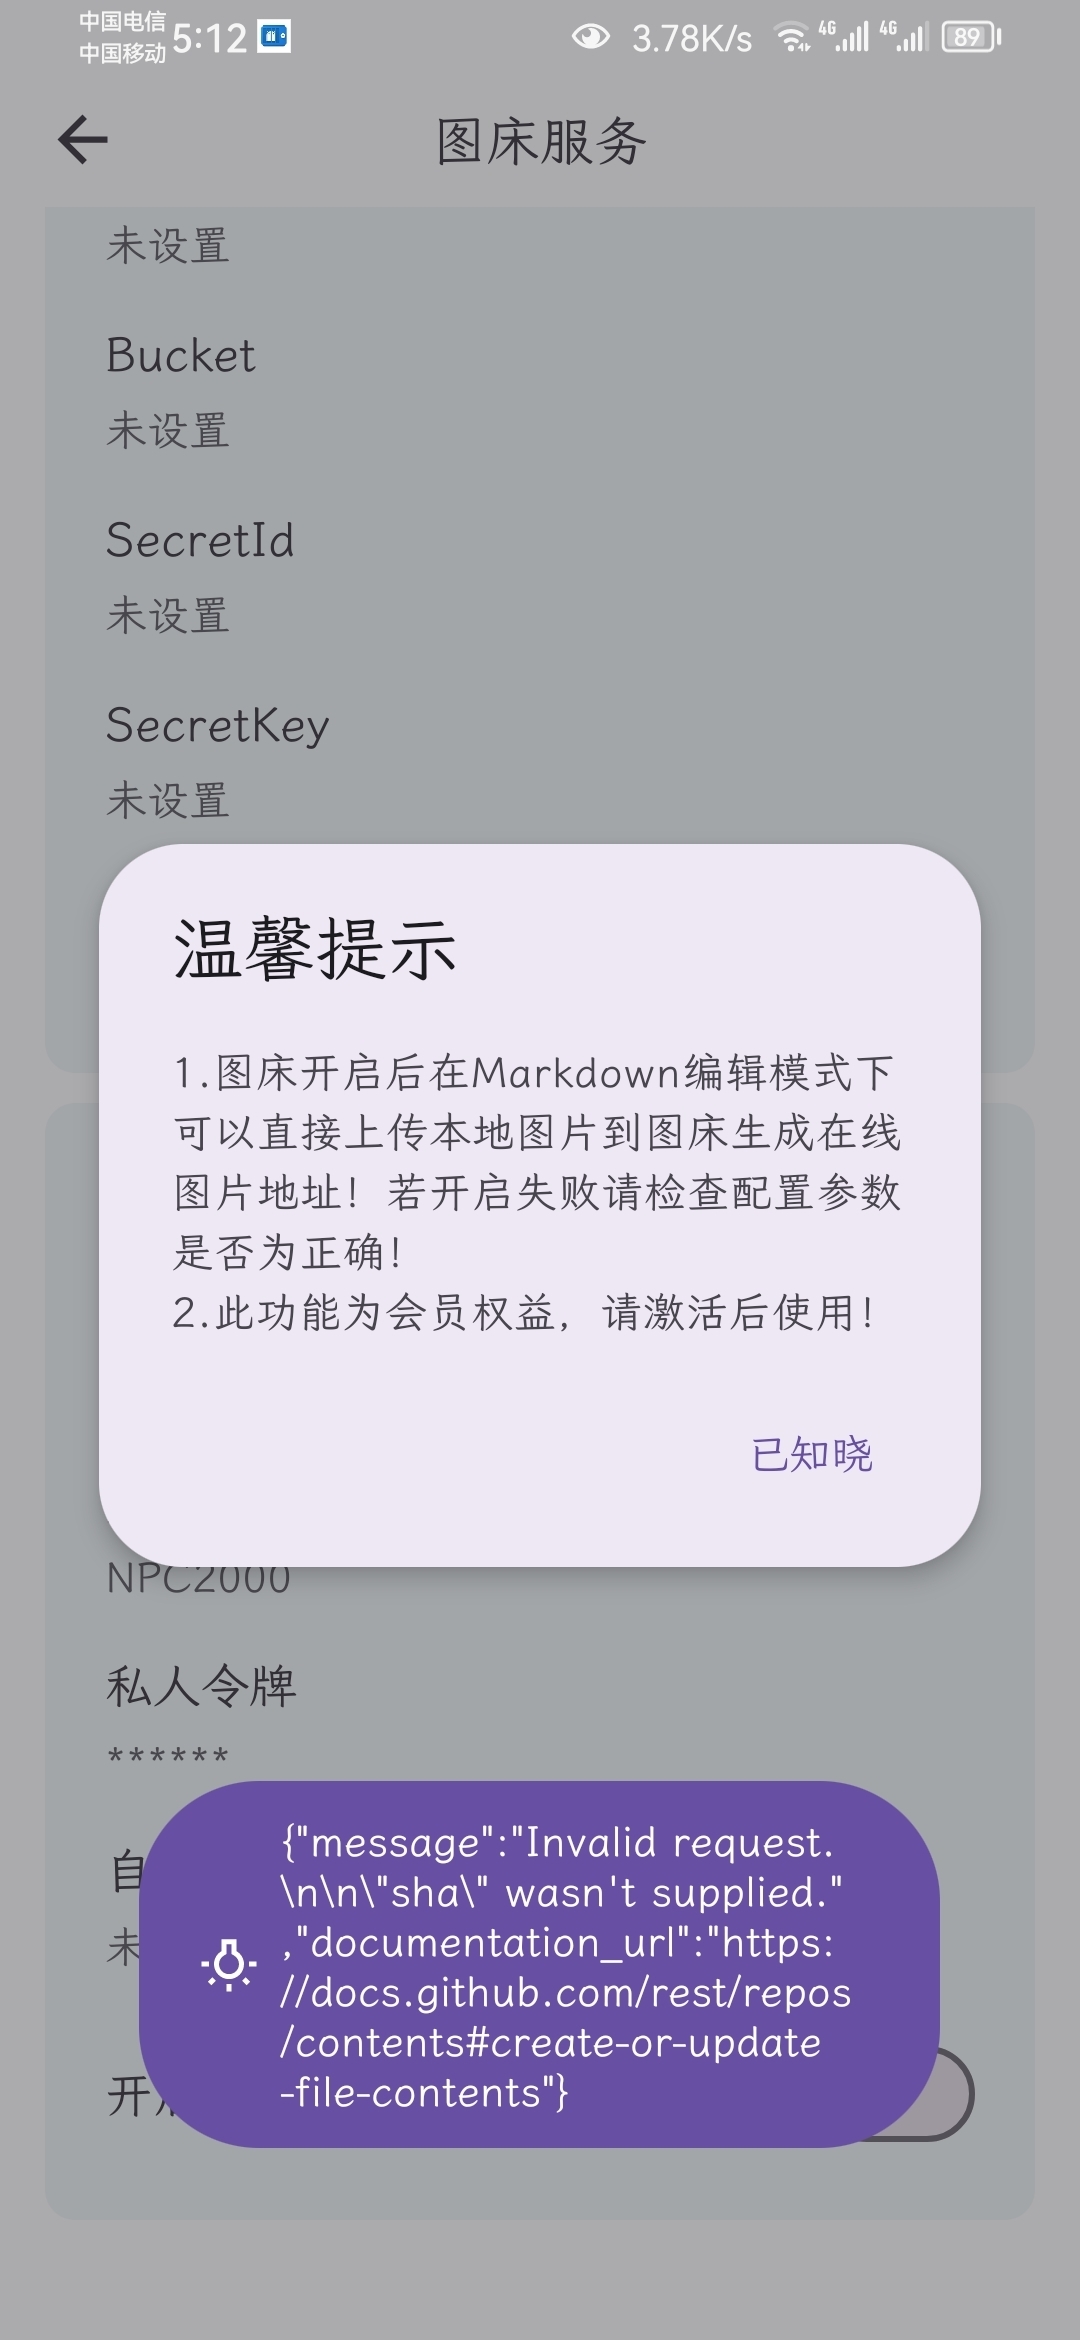 中国电信
中国移动
5:12
3.78K/s
4G
4G
89
图床服务
未设置
Bucket
未设置
SecretId
未设置
SecretKey
未设置
温馨提示
1.图床开启后在Markdown编辑模式下
可以直接上传本地图片到图床生成在线
图片地址！若开启失败请检查配置参数
是否为正确！
2.此功能为会员权益，请激活后使用！
已知晓
NPC2000
私人令牌
******
自
未
开
{"message":"Invalid request.
\n\n\"sha\" wasn't supplied."
,"documentation_url":"https:
//docs.github.com/rest/repos
/contents#create-or-update
-file-contents"}